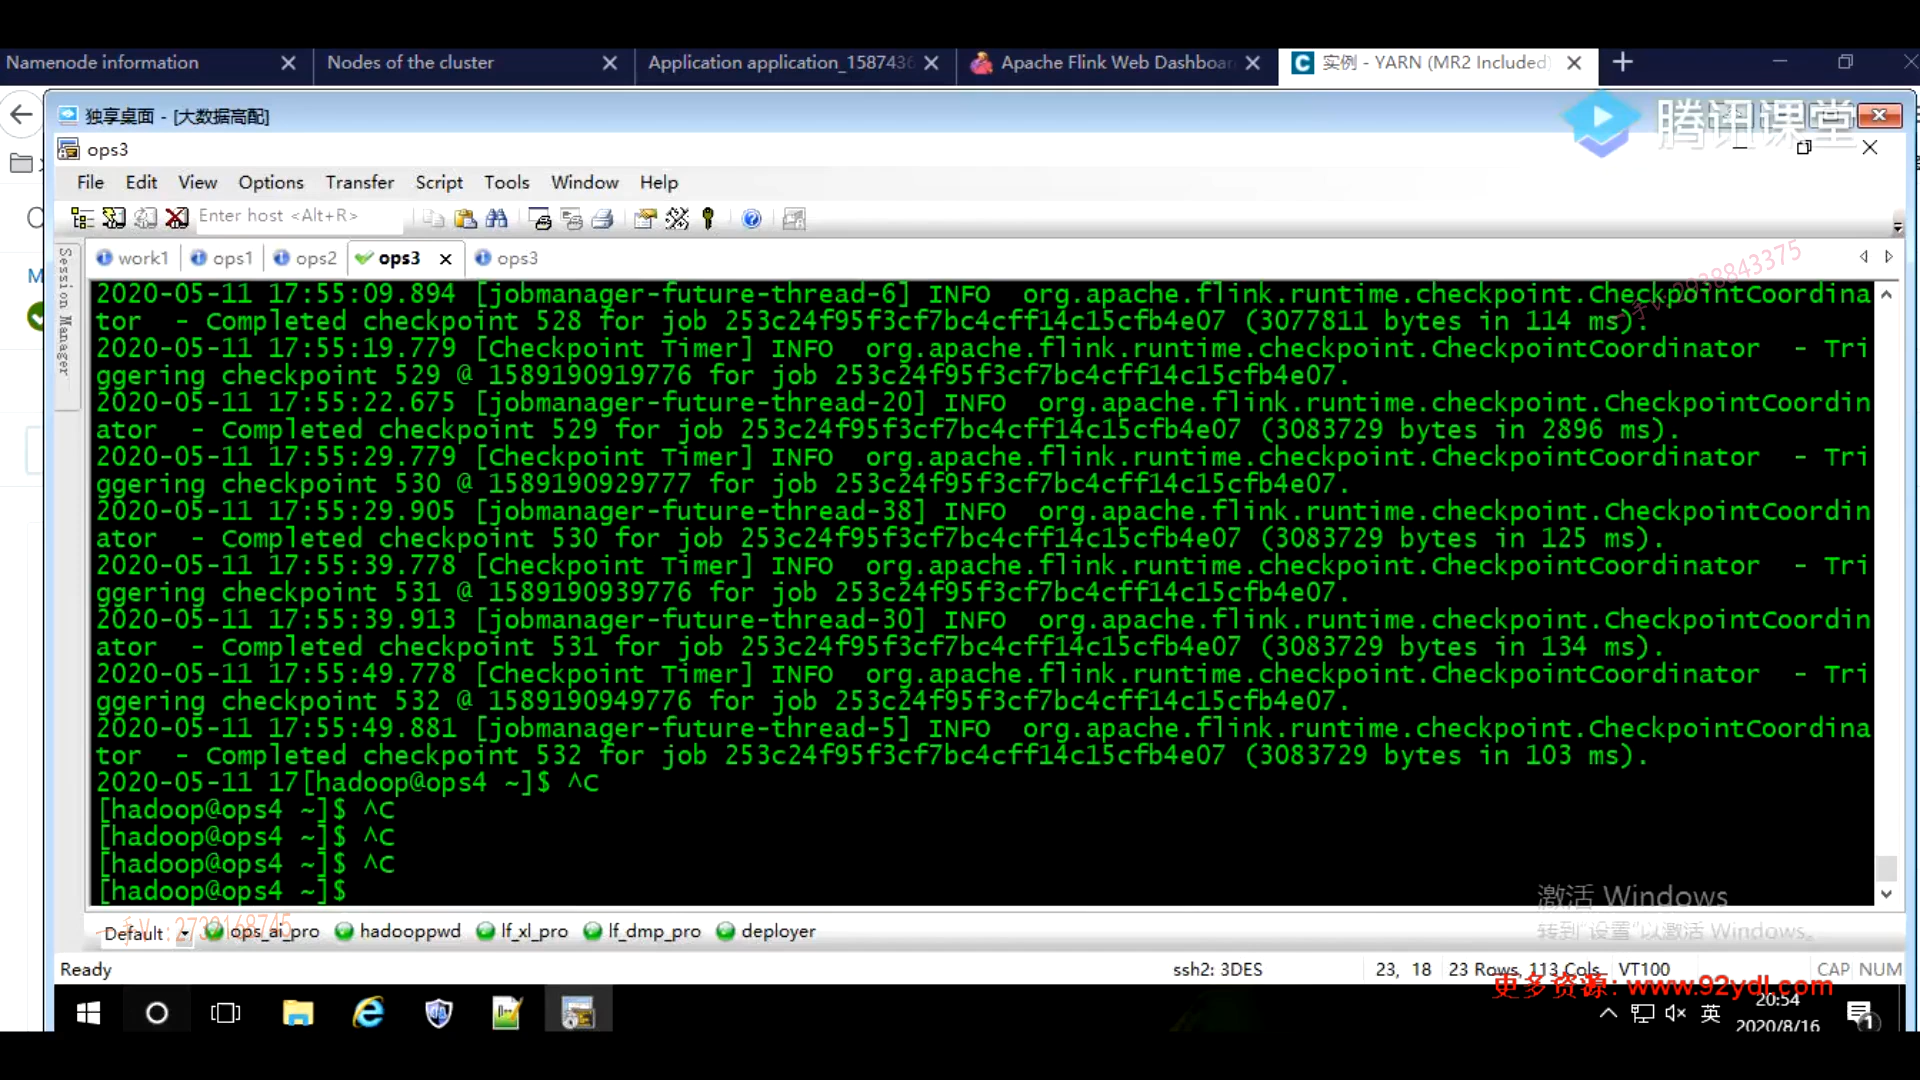 Namenode information
Nodes of the cluster
Application application_1587436
Apache Flink Web Dashboar
实例 - YARN (MR2 Included)
独享桌面 - [大数据高配]
腾讯课堂
ops3
File Edit View Options Transfer Script Tools Window Help
Enter host <Alt+R>
work1 ops1 ops2 ops3 ops3
Session Manager
2020-05-11 17:55:09.894 [jobmanager-future-thread-6] INFO  org.apache.flink.runtime.checkpoint.CheckpointCoordina
tor  - Completed checkpoint 528 for job 253c24f95f3cf7bc4cff14c15cfb4e07 (3077811 bytes in 114 ms).
2020-05-11 17:55:19.779 [Checkpoint Timer] INFO  org.apache.flink.runtime.checkpoint.CheckpointCoordinator  - Tri
ggering checkpoint 529 @ 1589190919776 for job 253c24f95f3cf7bc4cff14c15cfb4e07.
2020-05-11 17:55:22.675 [jobmanager-future-thread-20] INFO  org.apache.flink.runtime.checkpoint.CheckpointCoordin
ator  - Completed checkpoint 529 for job 253c24f95f3cf7bc4cff14c15cfb4e07 (3083729 bytes in 2896 ms).
2020-05-11 17:55:29.779 [Checkpoint Timer] INFO  org.apache.flink.runtime.checkpoint.CheckpointCoordinator  - Tri
ggering checkpoint 530 @ 1589190929777 for job 253c24f95f3cf7bc4cff14c15cfb4e07.
2020-05-11 17:55:29.905 [jobmanager-future-thread-38] INFO  org.apache.flink.runtime.checkpoint.CheckpointCoordin
ator  - Completed checkpoint 530 for job 253c24f95f3cf7bc4cff14c15cfb4e07 (3083729 bytes in 125 ms).
2020-05-11 17:55:39.778 [Checkpoint Timer] INFO  org.apache.flink.runtime.checkpoint.CheckpointCoordinator  - Tri
ggering checkpoint 531 @ 1589190939776 for job 253c24f95f3cf7bc4cff14c15cfb4e07.
2020-05-11 17:55:39.913 [jobmanager-future-thread-30] INFO  org.apache.flink.runtime.checkpoint.CheckpointCoordin
ator  - Completed checkpoint 531 for job 253c24f95f3cf7bc4cff14c15cfb4e07 (3083729 bytes in 134 ms).
2020-05-11 17:55:49.778 [Checkpoint Timer] INFO  org.apache.flink.runtime.checkpoint.CheckpointCoordinator  - Tri
ggering checkpoint 532 @ 1589190949776 for job 253c24f95f3cf7bc4cff14c15cfb4e07.
2020-05-11 17:55:49.881 [jobmanager-future-thread-5] INFO  org.apache.flink.runtime.checkpoint.CheckpointCoordina
tor  - Completed checkpoint 532 for job 253c24f95f3cf7bc4cff14c15cfb4e07 (3083729 bytes in 103 ms).
2020-05-11 17[hadoop@ops4 ~]$ ^C
[hadoop@ops4 ~]$ ^C
[hadoop@ops4 ~]$ ^C
[hadoop@ops4 ~]$ ^C
[hadoop@ops4 ~]$
激活 Windows
转到"设置"以激活 Windows。
Default ops_ai_pro hadooppwd lf_xl_pro lf_dmp_pro deployer
Ready ssh2: 3DES 23, 18 23 Rows, 113 Cols VT100 CAP NUM
更多资源: www.92ydl.com
英 20:54
2020/8/16 1